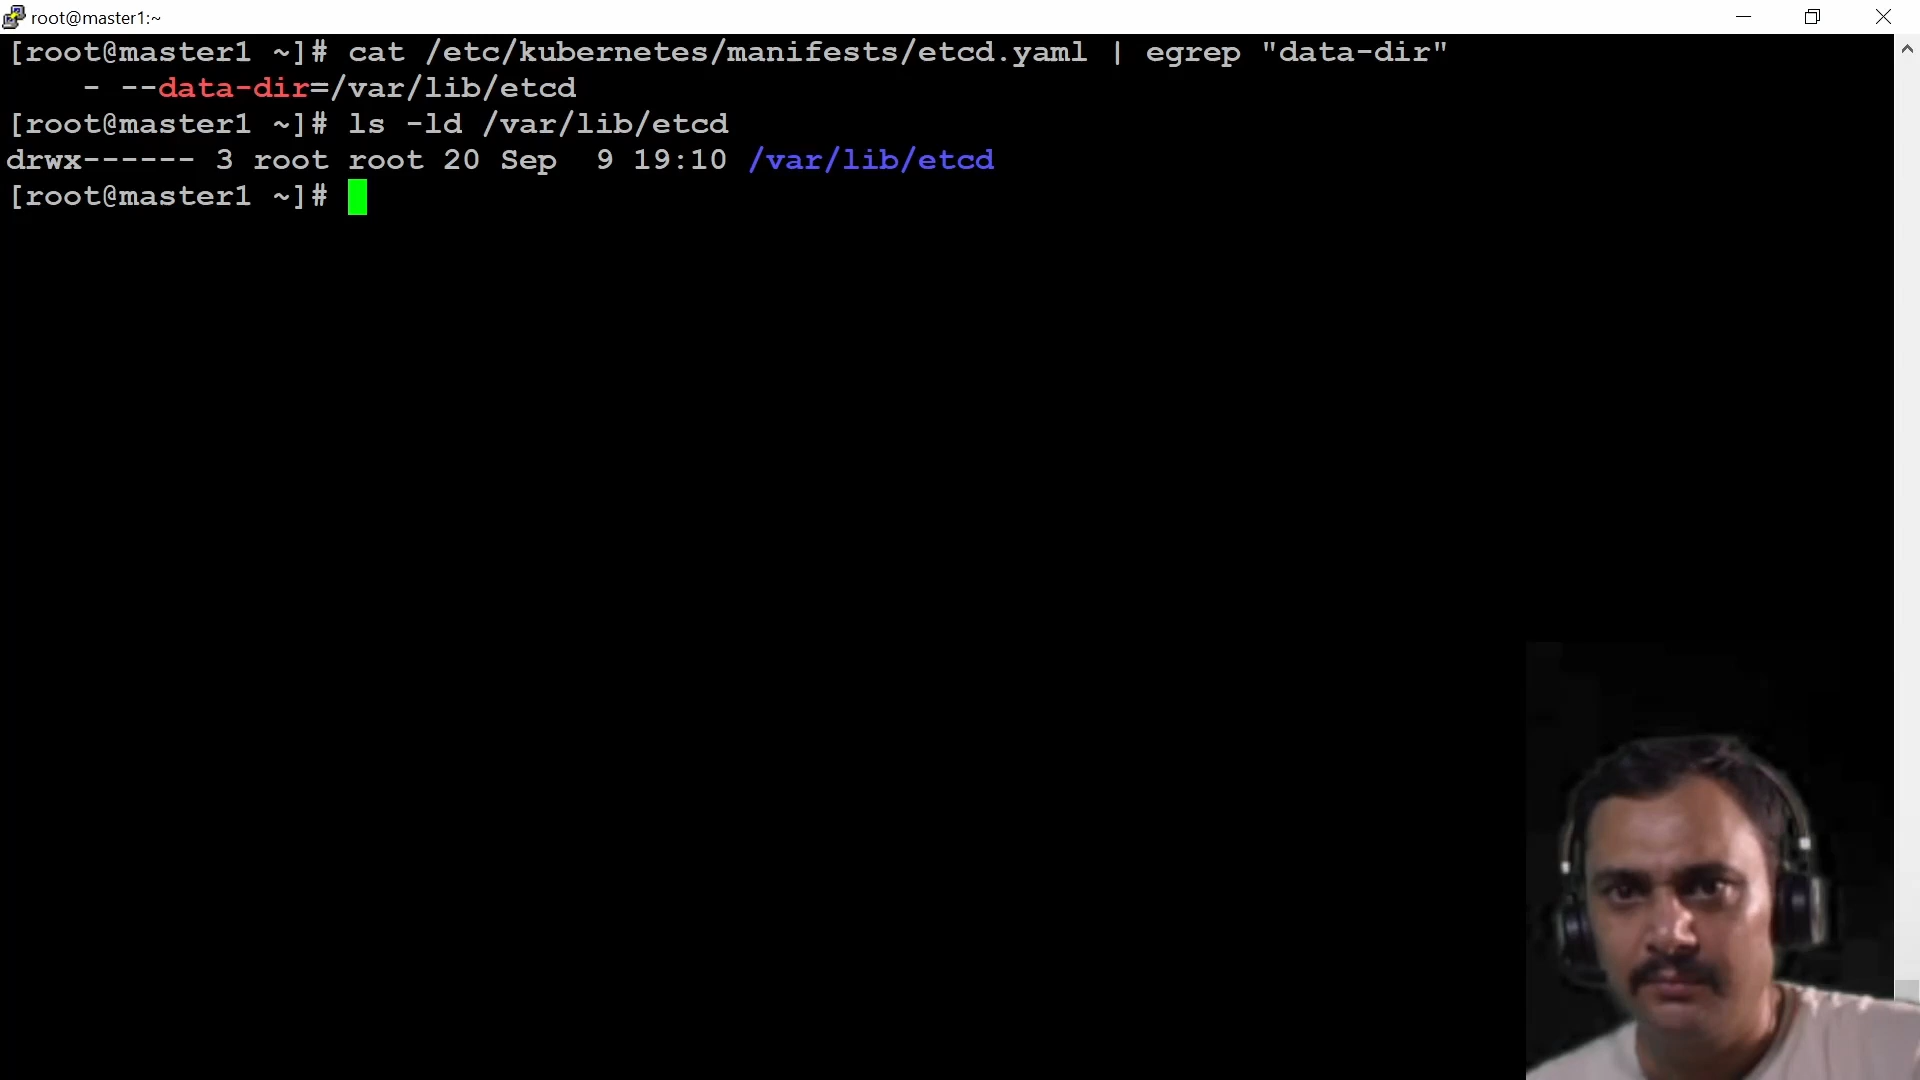 root@master1:~
[root@master1 ~]# cat /etc/kubernetes/manifests/etcd.yaml | egrep "data-dir"
    - --data-dir=/var/lib/etcd
[root@master1 ~]# ls -ld /var/lib/etcd
drwx------ 3 root root 20 Sep  9 19:10 /var/lib/etcd
[root@master1 ~]#